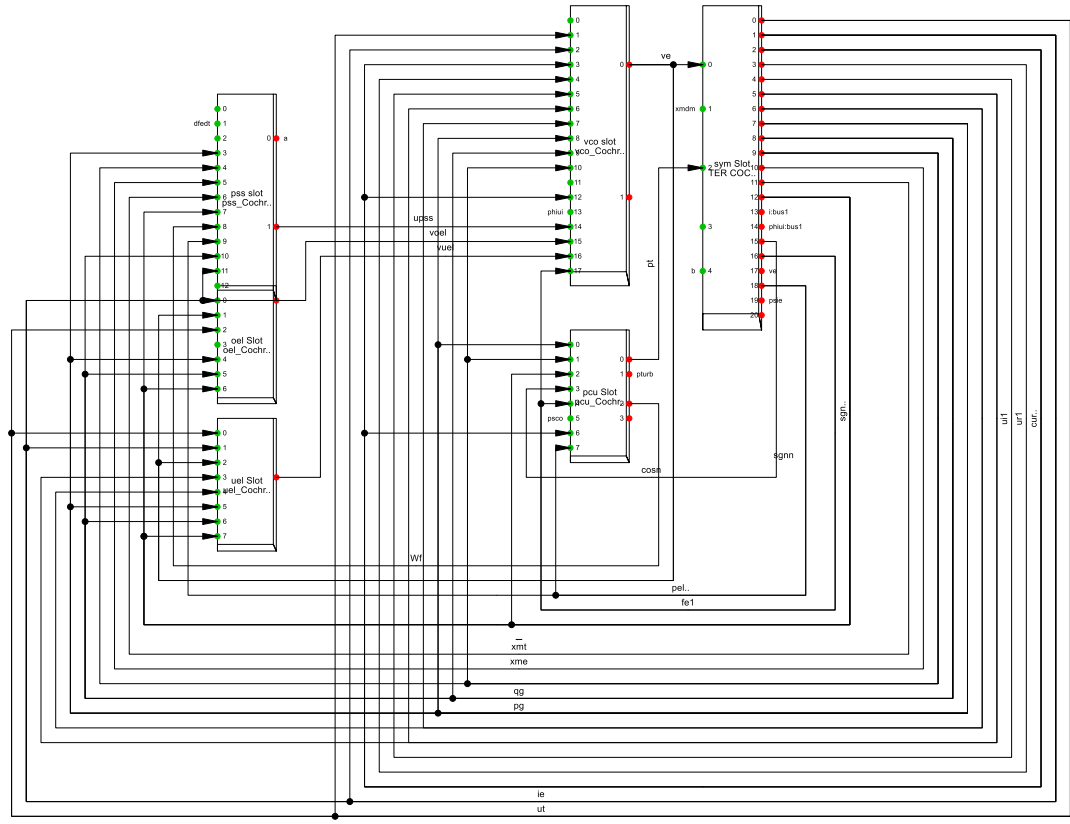 0
1
2
3
4
5
6
7
8
9
10
11
12
phiui 13
14
15
16
17
vco slot
vco_Cochr..
0
1
ve
0
xmdm 1
2
3
b 4
sym Slot
TER COC..
0
1
2
3
4
5
6
7
8
9
10
11
12
13 i:bus1
14 phiui:bus1
15
16
17 ve
18
19 psie
20
0
dfedt 1
2
3
4
5
6
7
8
9
10
11
12
pss slot
pss_Cochr..
0 a
1
upss
voel
vuel
pt
0
1
2
3
4
5
6
oel Slot
oel_Cochr..
0
1
2
3
4
psco 5
6
7
pcu Slot
pcu_Cochr..
0
1 pturb
2
3
0
1
2
3
4
5
6
7
uel Slot
uel_Cochr..
sgn..
ui1
ur1
cur..
sgnn
cosn
Wf
pel..
fe1
xmt
xme
qg
pg
ie
ut